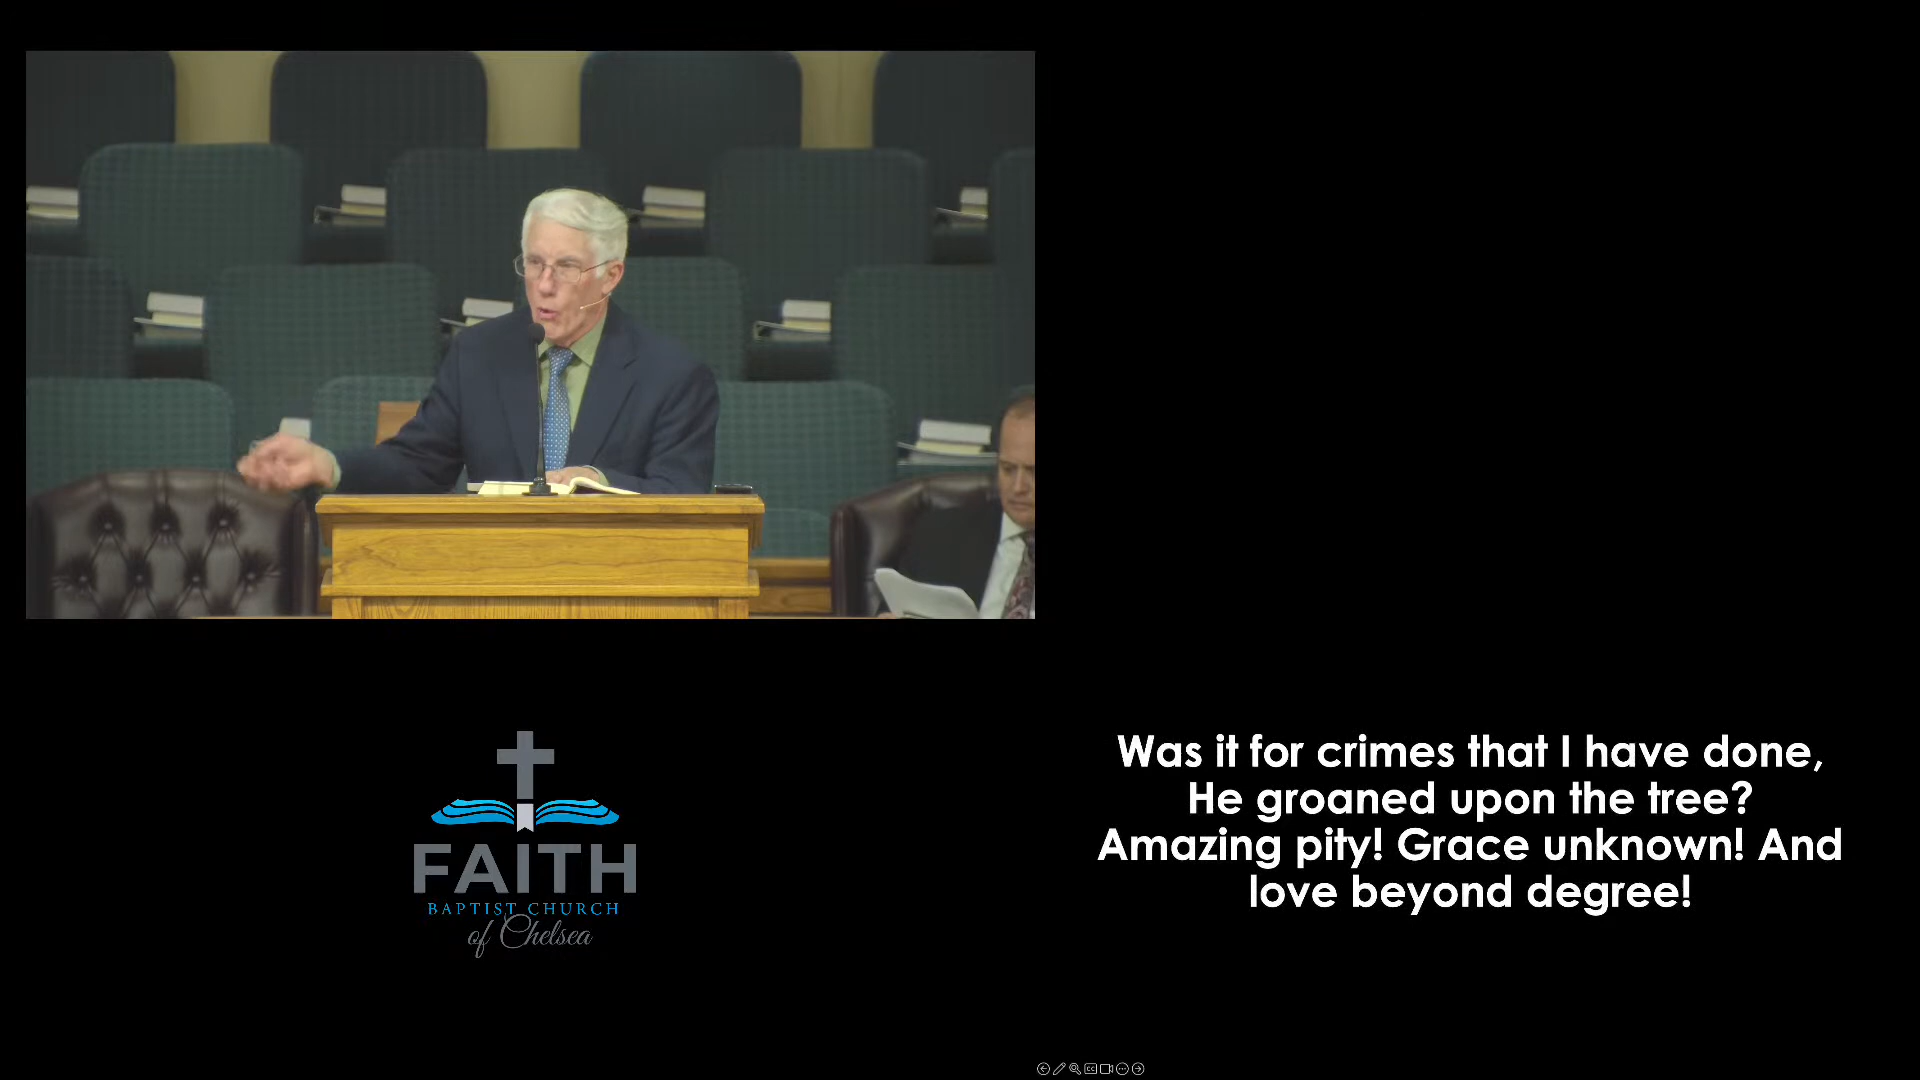 FAITH
BAPTIST CHURCH
of Chelsea
Was it for crimes that I have done,
He groaned upon the tree?
Amazing pity! Grace unknown! And
love beyond degree!